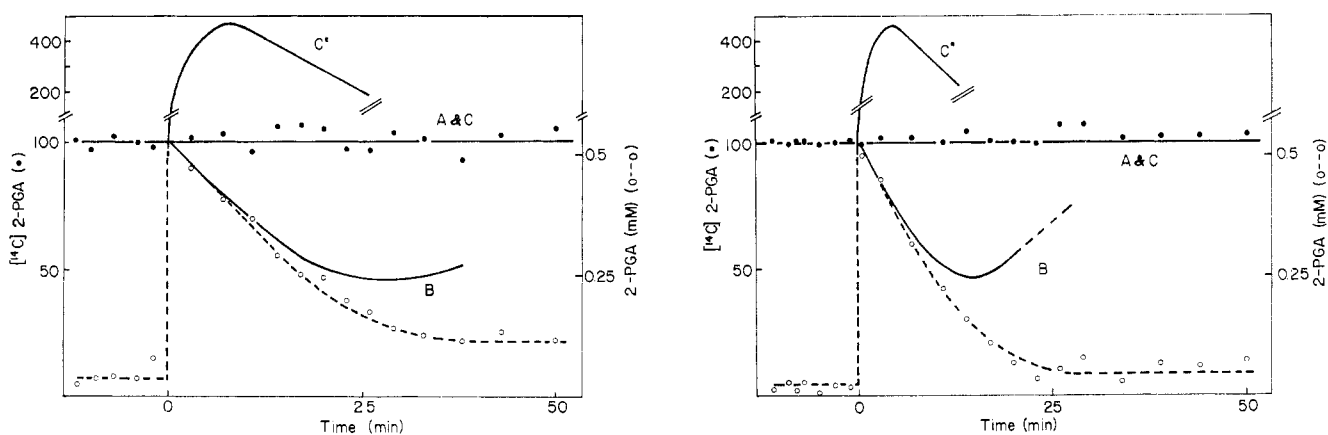 400
200
100
50
[¹⁴C] 2-PGA (•)
C*
A & C
B
0.5
0.25
2-PGA (mM) (o--o)
0
25
50
Time (min)
400
200
100
50
[¹⁴C] 2-PGA (•)
C*
A & C
B
0.5
0.25
2-PGA (mM) (o--o)
0
25
50
Time (min)